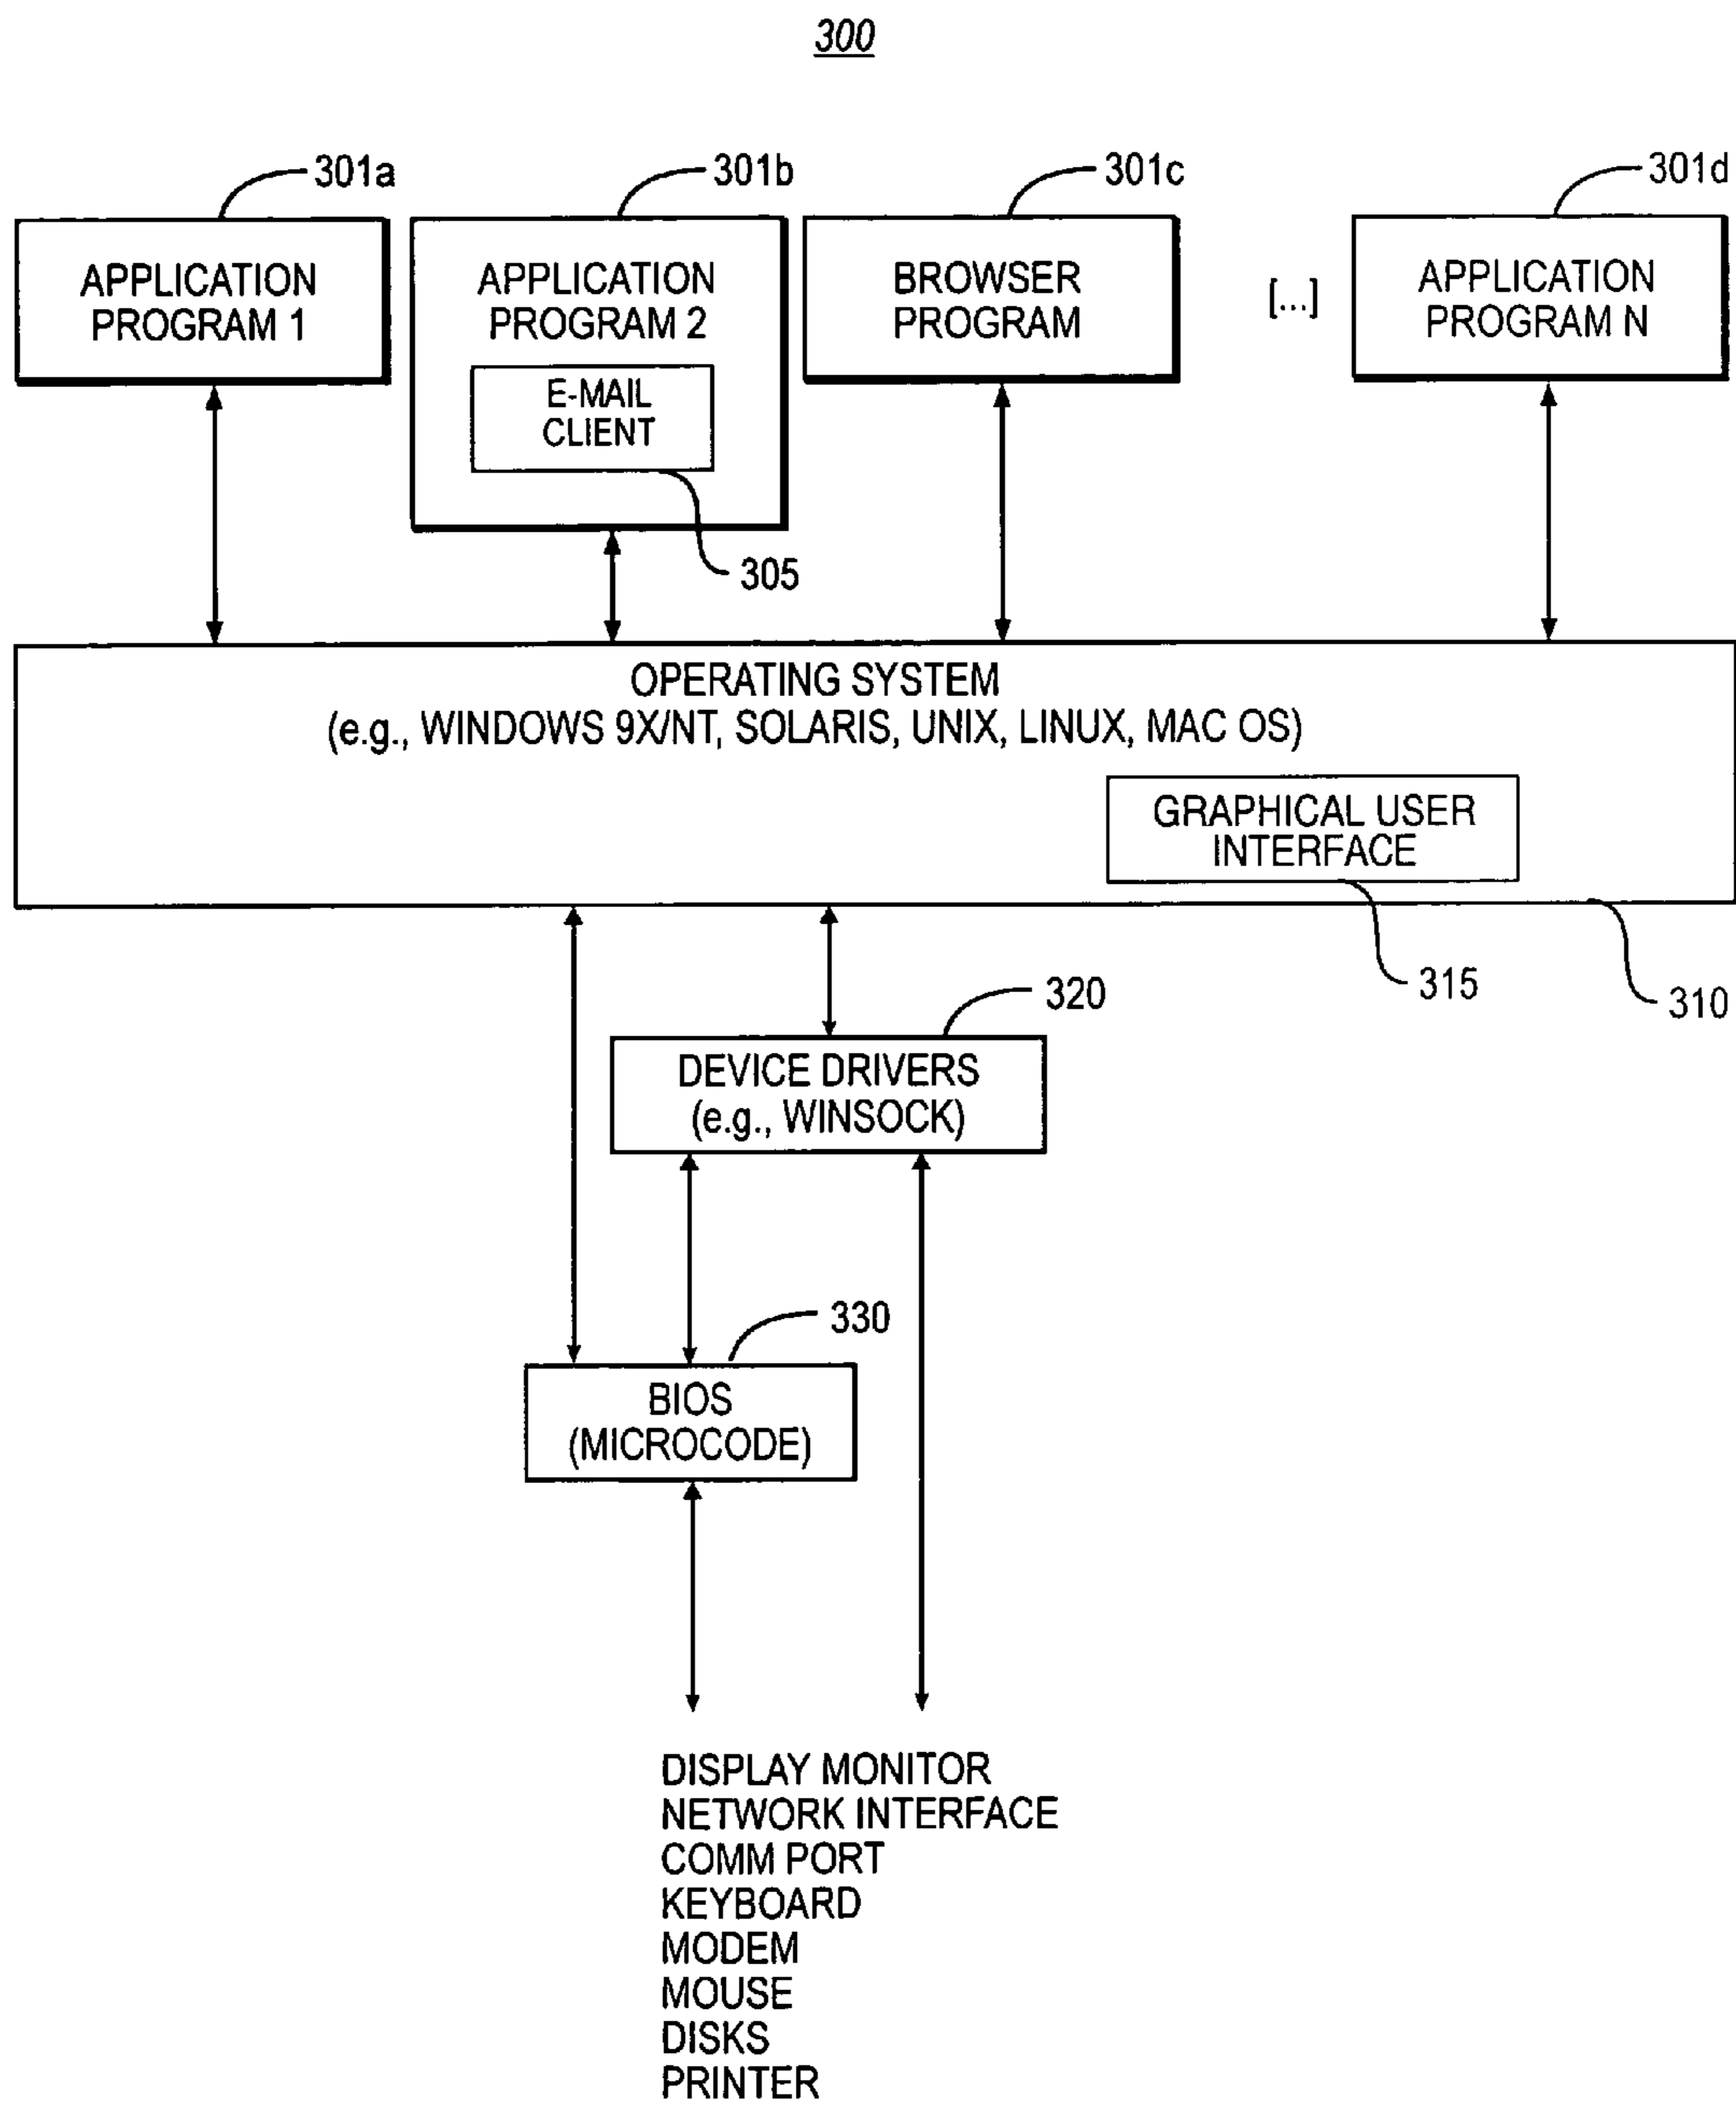 300
301a
301b
301c
301d
APPLICATION
PROGRAM 1
APPLICATION
PROGRAM 2
E-MAIL
CLIENT
305
BROWSER
PROGRAM
[...]
APPLICATION
PROGRAM N
OPERATING SYSTEM
(e.g., WINDOWS 9X/NT, SOLARIS, UNIX, LINUX, MAC OS)
GRAPHICAL USER
INTERFACE
315
310
320
DEVICE DRIVERS
(e.g., WINSOCK)
330
BIOS
(MICROCODE)
DISPLAY MONITOR
NETWORK INTERFACE
COMM PORT
KEYBOARD
MODEM
MOUSE
DISKS
PRINTER